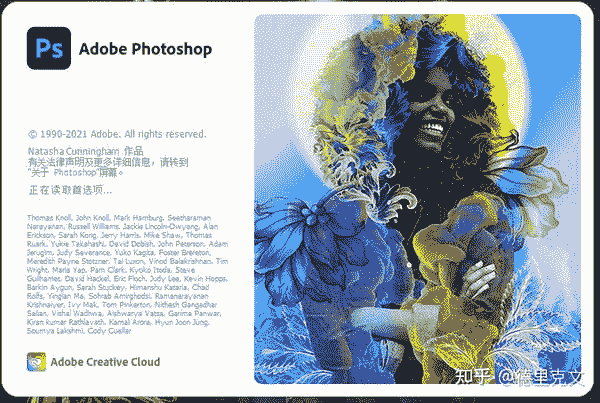 Ps Adobe Photoshop
© 1990-2021 Adobe. All rights reserved.
Natasha Cunningham 作品
有关法律声明及更多详细信息，请转到
"关于 Photoshop"屏幕。
正在读取首选项...
Thomas Knoll, John Knoll, Mark Hamburg, Seetharaman
Narayanan, Russell Williams, Jackie Lincoln-Owyang, Alan
Erickson, Sarah Kong, Jerry Harris, Mike Shaw, Thomas
Ruark, Yukie Takahashi, David Dobish, John Peterson, Adam
Jerugim, Judy Severance, Yuko Kagita, Foster Brereton,
Meredith Payne Stotzner, Tai Luxon, Vinod Balakrishnan, Tim
Wright, Maria Yap, Pam Clark, Kyoko Itoda, Steve
Guilhamet, David Hackel, Eric Floch, Judy Lee, Kevin Hopps,
Barkin Aygun, Sarah Stuckey, Himanshu Kataria, Chad
Rolfs, Yinglan Ma, Sohrab Amirghodsi, Ramanarayanan
Krishnaiyer, Ivy Mak, Tom Pinkerton, Nithesh Gangadhar
Salian, Vishal Wadhwa, Aishwarya Vatsa, Garima Panwar,
Kiran kumar Rathlavath, Kamal Arora, Hyun Joon Jung,
Soumya Lakshmi, Cody Cuellar
Adobe Creative Cloud
知乎 @德里克文